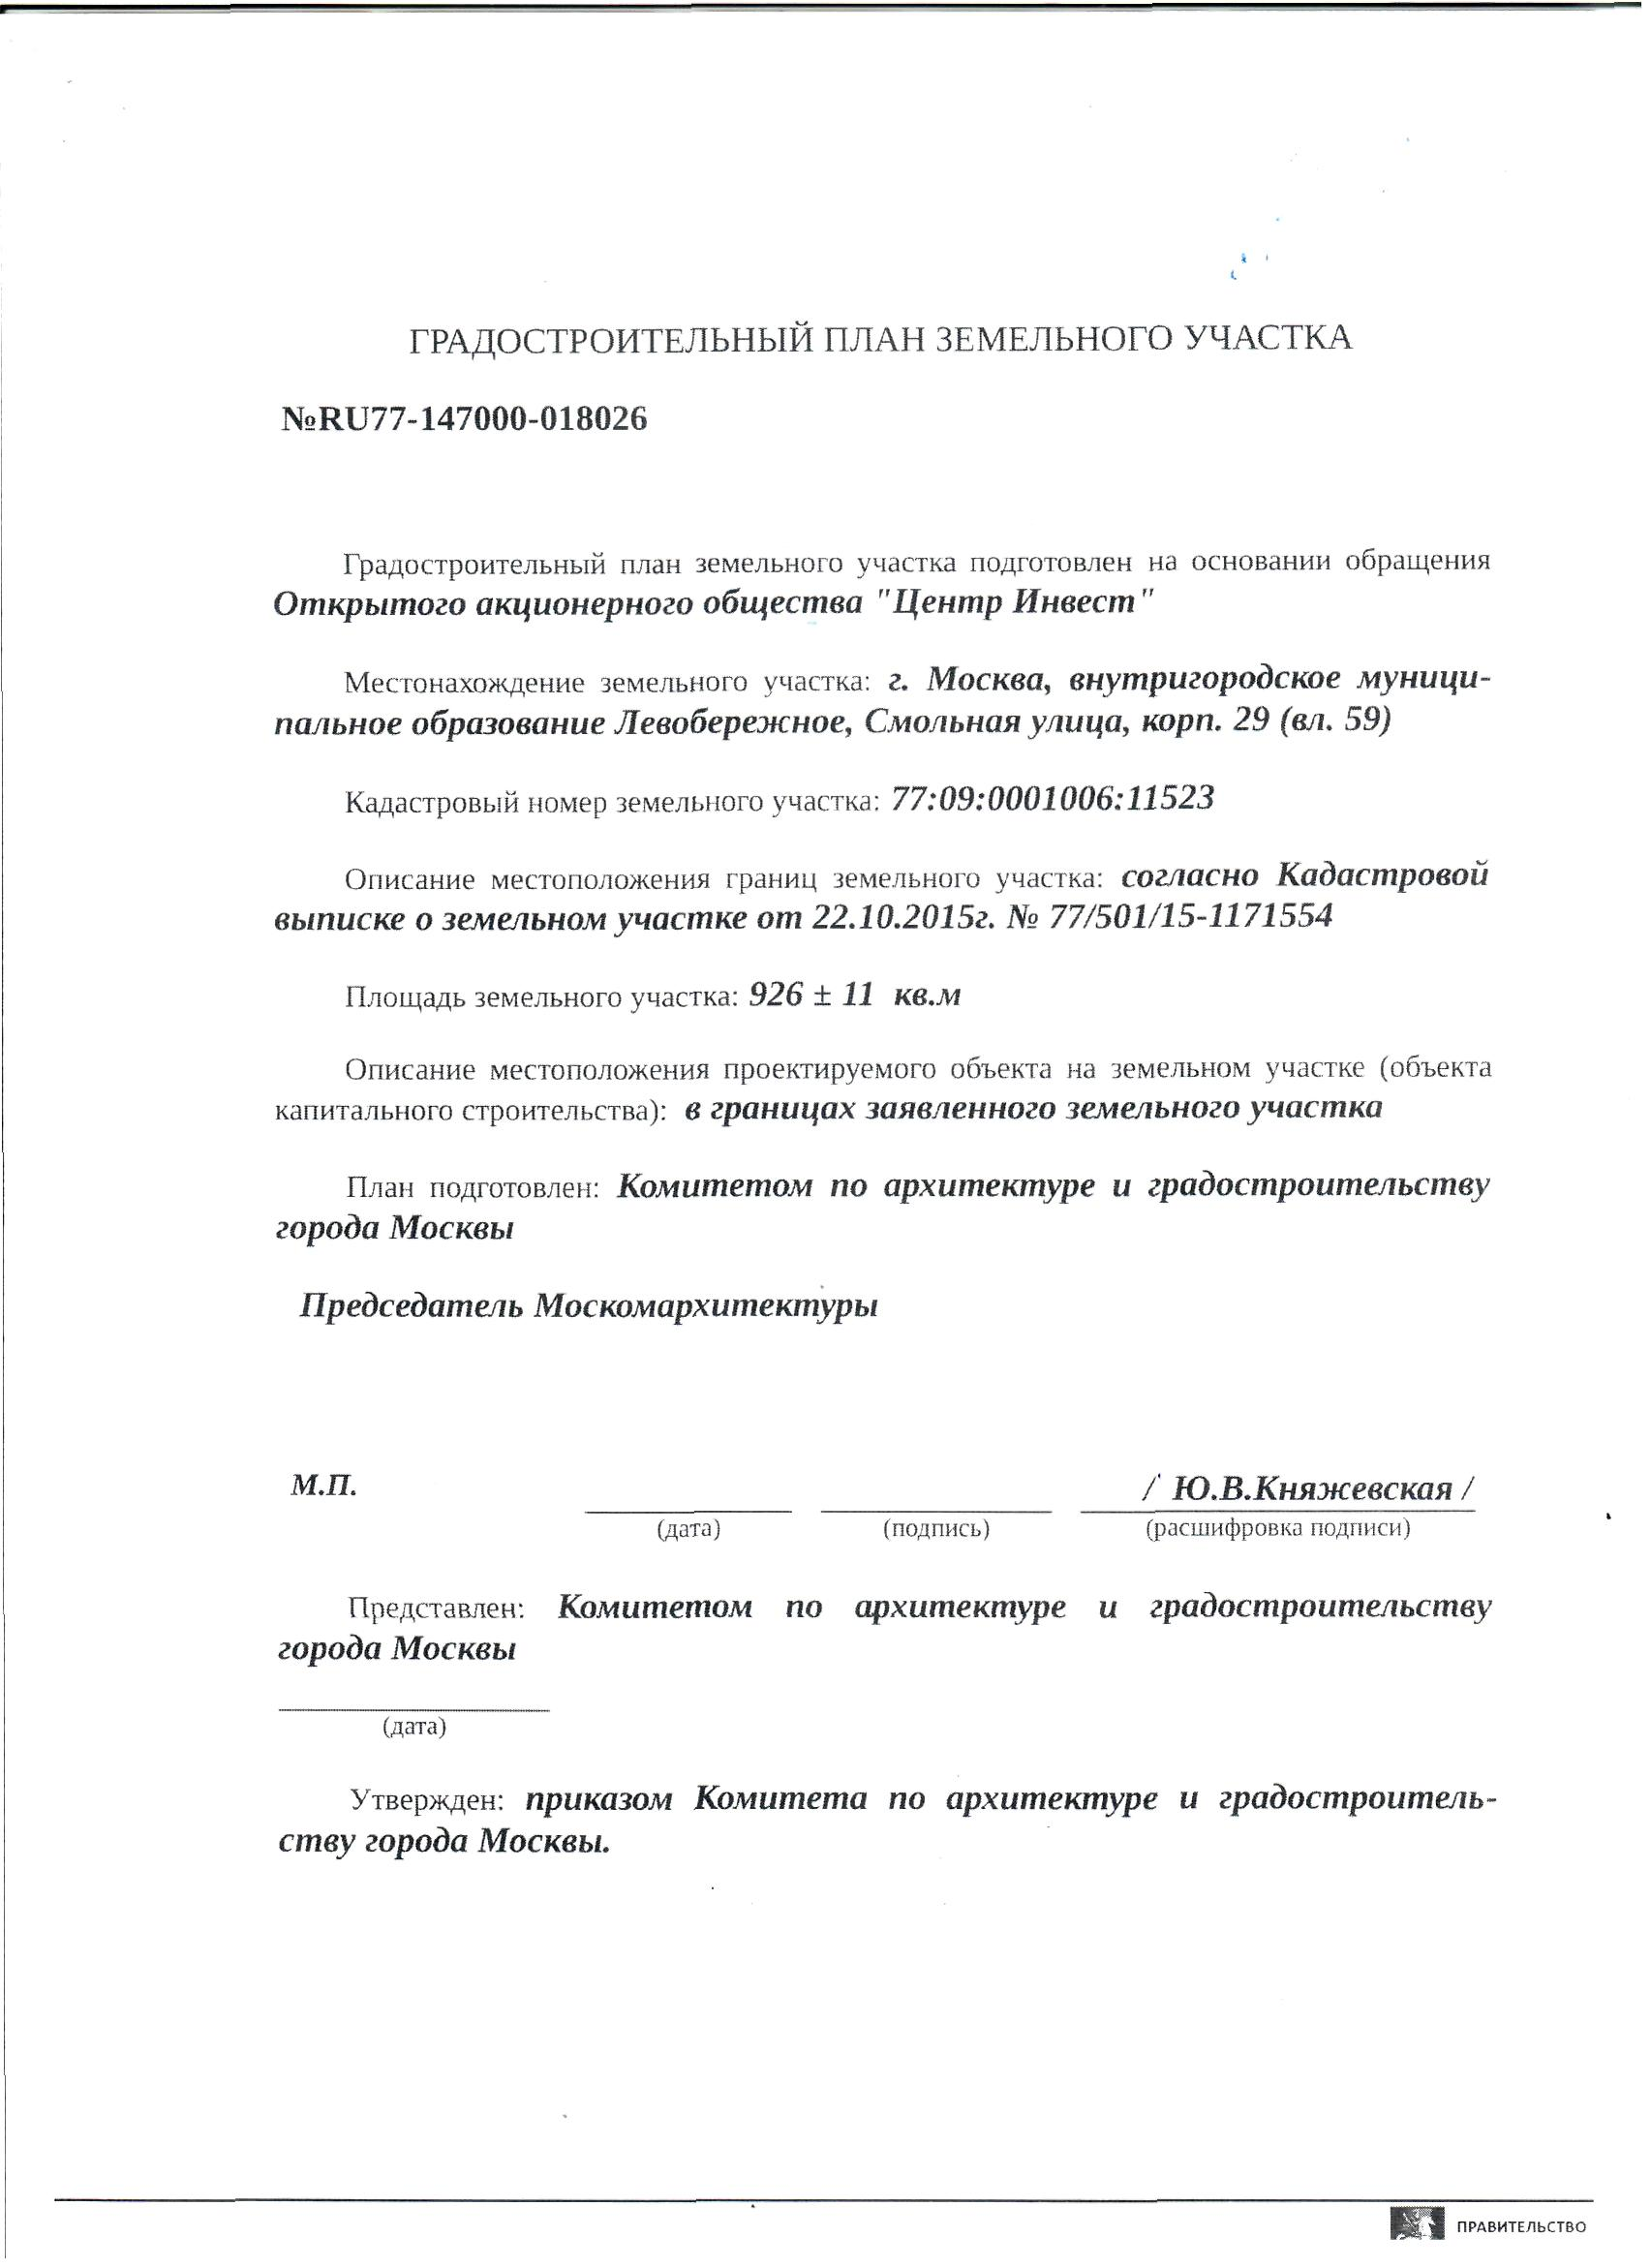 ГРАДОСТРОИТЕЛЬНЫЙ ПЛАН ЗЕМЕЛЬНОГО УЧАСТКА
№RU77-147000-018026
Градостроительный план земельного участка подготовлен на основании обращения
Открытого акционерного общества "Центр Инвест"
Местонахождение земельного участка: г. Москва, внутригородское муници-
пальное образование Левобережное, Смольная улица, корп. 29 (вл. 59)
Кадастровый номер земельного участка: 77:09:0001006:11523
Описание местоположения границ земельного участка: согласно Кадастровой
выписке о земельном участке от 22.10.2015г. № 77/501/15-1171554
Площадь земельного участка: 926 ± 11 кв.м
Описание местоположения проектируемого объекта на земельном участке (объекта
капитального строительства): в границах заявленного земельного участка
План подготовлен: Комитетом по архитектуре и градостроительству
города Москвы
Председатель Москомархитектуры
М.П.
/ Ю.В.Княжевская /
(дата) (подпись) (расшифровка подписи)
Представлен: Комитетом по архитектуре и градостроительству
города Москвы
(дата)
Утвержден: приказом Комитета по архитектуре и градостроитель-
ству города Москвы.
ПРАВИТЕЛЬСТВО